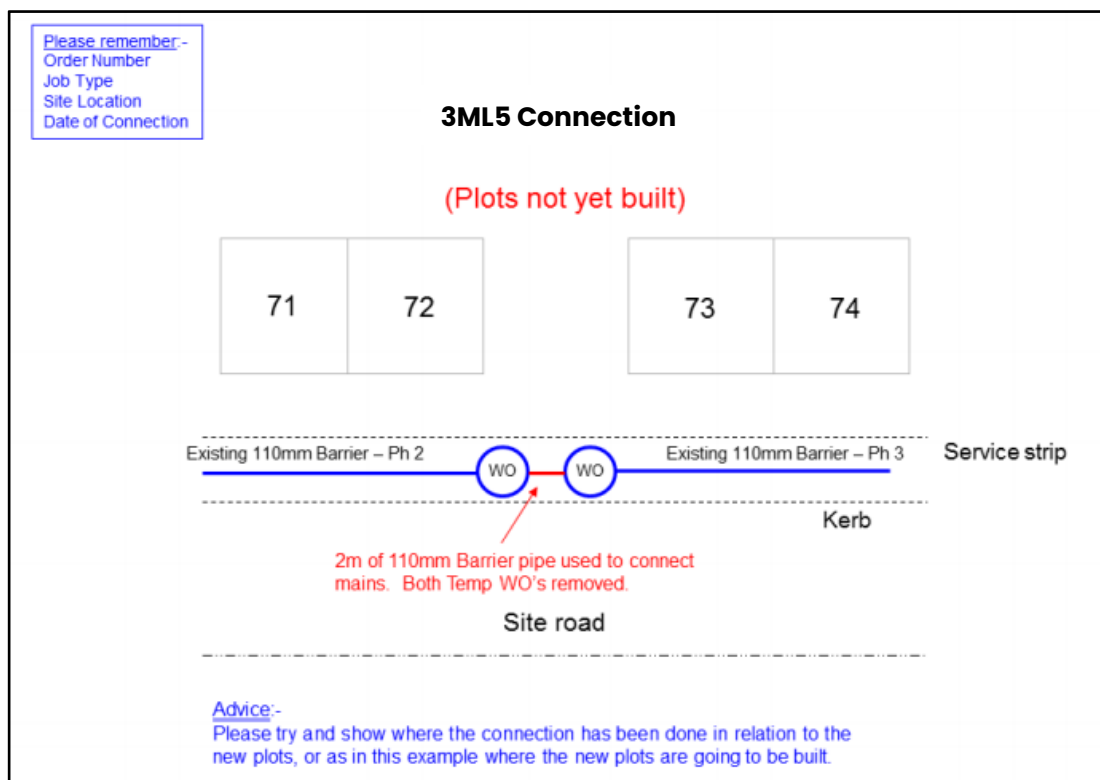 Please remember:-
Order Number
Job Type
Site Location
Date of Connection
3ML5 Connection
(Plots not yet built)
71
72
73
74
Existing 110mm Barrier – Ph 2
WO
WO
Existing 110mm Barrier – Ph 3
Service strip
Kerb
2m of 110mm Barrier pipe used to connect
mains.  Both Temp WO's removed.
Site road
Advice:-
Please try and show where the connection has been done in relation to the
new plots, or as in this example where the new plots are going to be built.